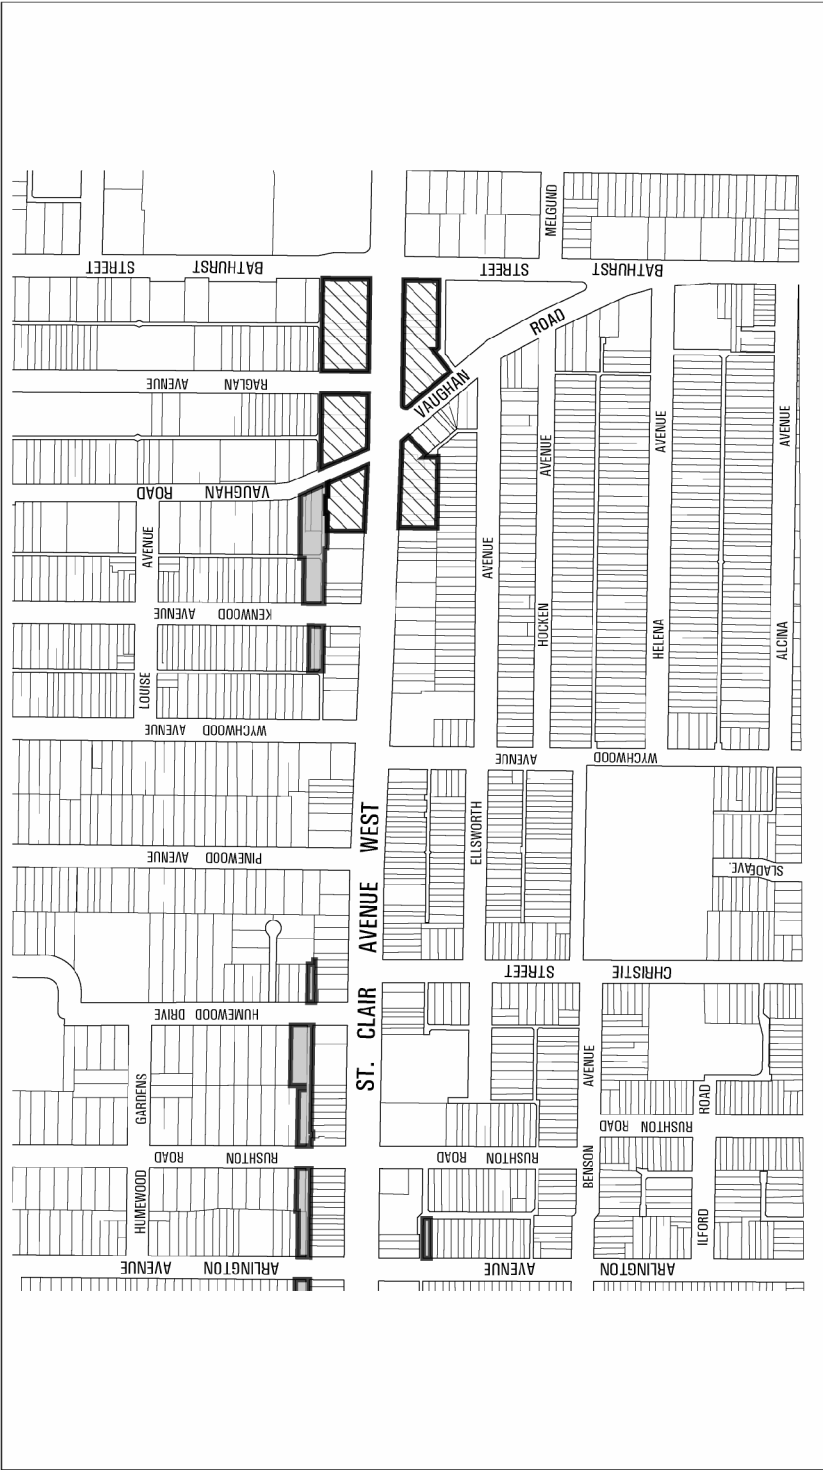 MELGUND
BATHURST STREET
BATHURST STREET
ROAD
VAUGHAN
RAGLAN AVENUE
VAUGHAN ROAD
AVENUE
AVENUE
AVENUE
AVENUE
AVENUE
KENWOOD AVENUE
HOCKEN
HELENA
ALCINA
LOUISE
WYCHWOOD AVENUE
WYCHWOOD AVENUE
ST. CLAIR AVENUE WEST
ELLSWORTH
PINEWOOD AVENUE
SLADE AVE.
CHRISTIE STREET
HUMEWOOD DRIVE
AVENUE
GARDENS
ROAD
RUSHTON ROAD
RUSHTON ROAD
RUSHTON ROAD
BENSON
HUMEWOOD
ILFORD
ARLINGTON AVENUE
ARLINGTON AVENUE